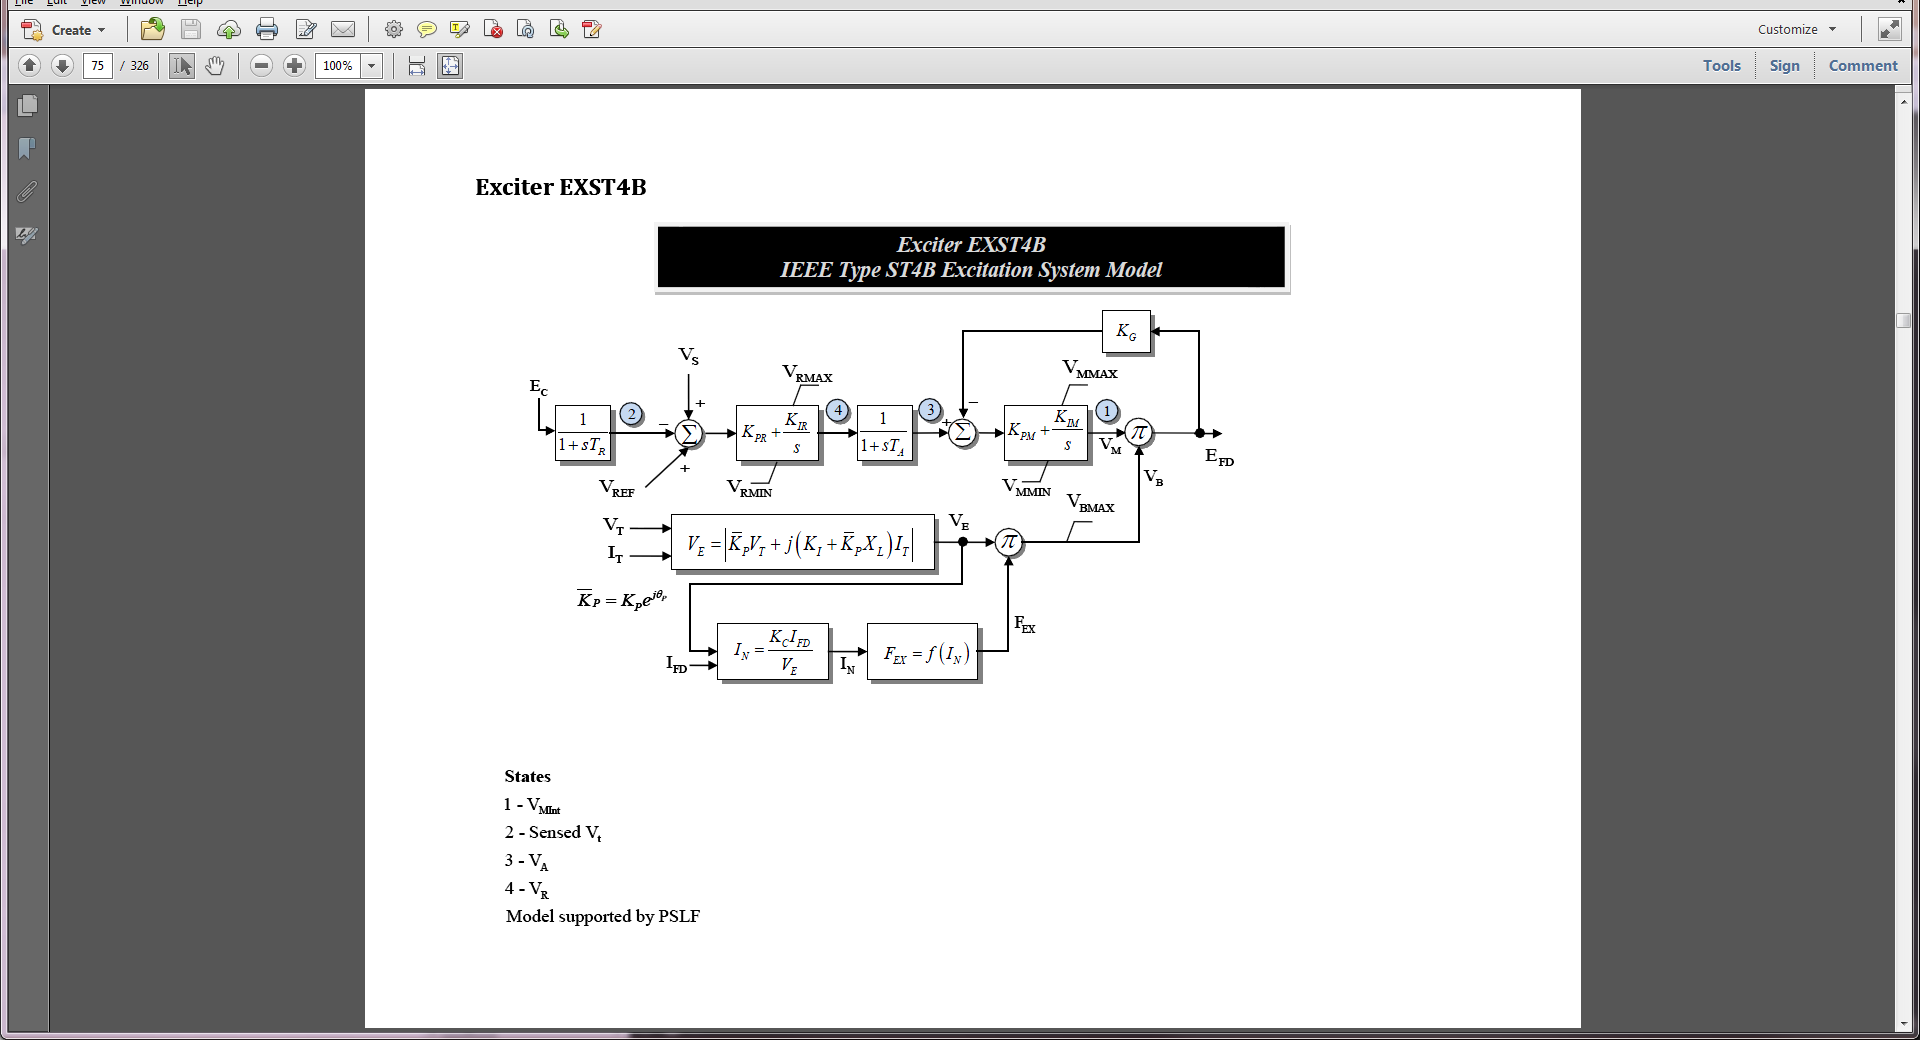 File Edit View Window Help
Create Customize
75 / 326 100% Tools Sign Comment
Exciter EXST4B
Exciter EXST4B
IEEE Type ST4B Excitation System Model
K_G
V_S
V_RMAX
V_MMAX
E_C
1 / (1 + sT_R)
2
−
+
Σ
+
V_REF
K_PR + K_IR / s
V_RMIN
4
1 / (1 + sT_A)
3
+
−
Σ
K_PM + K_IM / s
V_MMIN
1
V_M
π
E_FD
V_B
V_BMAX
V_T
I_T
V_E = |K̅_P V_T + j(K_I + K̅_P X_L) I_T|
V_E
π
K̅_P = K_p e^{jθ_P}
F_EX
I_FD
I_N = K_C I_FD / V_E
I_N
F_EX = f(I_N)
States
1 - V_MInt
2 - Sensed V_t
3 - V_A
4 - V_R
Model supported by PSLF